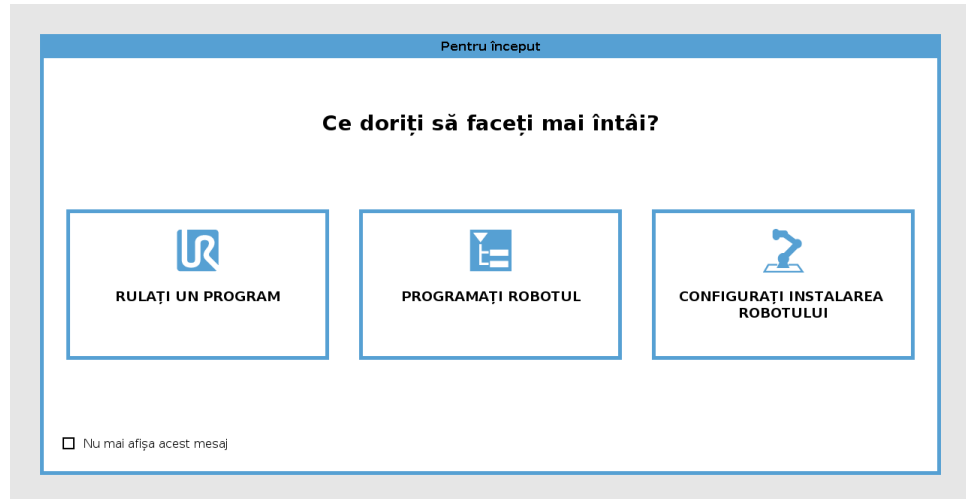 Pentru început
Ce doriți să faceți mai întâi?
RULAȚI UN PROGRAM
PROGRAMAȚI ROBOTUL
CONFIGURAȚI INSTALAREA
ROBOTULUI
Nu mai afișa acest mesaj